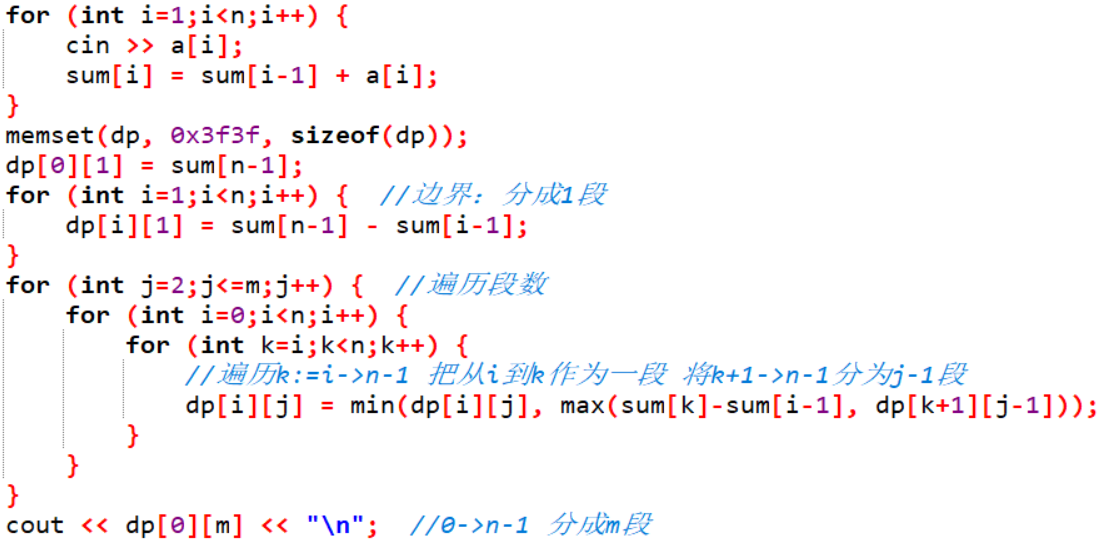 for (int i=1;i<n;i++) {
    cin >> a[i];
    sum[i] = sum[i-1] + a[i];
}
memset(dp, 0x3f3f, sizeof(dp));
dp[0][1] = sum[n-1];
for (int i=1;i<n;i++) {  //边界：分成1段
    dp[i][1] = sum[n-1] - sum[i-1];
}
for (int j=2;j<=m;j++) {  //遍历段数
    for (int i=0;i<n;i++) {
        for (int k=i;k<n;k++) {
            //遍历k:=i->n-1 把从i到k作为一段 将k+1->n-1分为j-1段
            dp[i][j] = min(dp[i][j], max(sum[k]-sum[i-1], dp[k+1][j-1]));
        }
    }
}
cout << dp[0][m] << "\n";  //0->n-1 分成m段